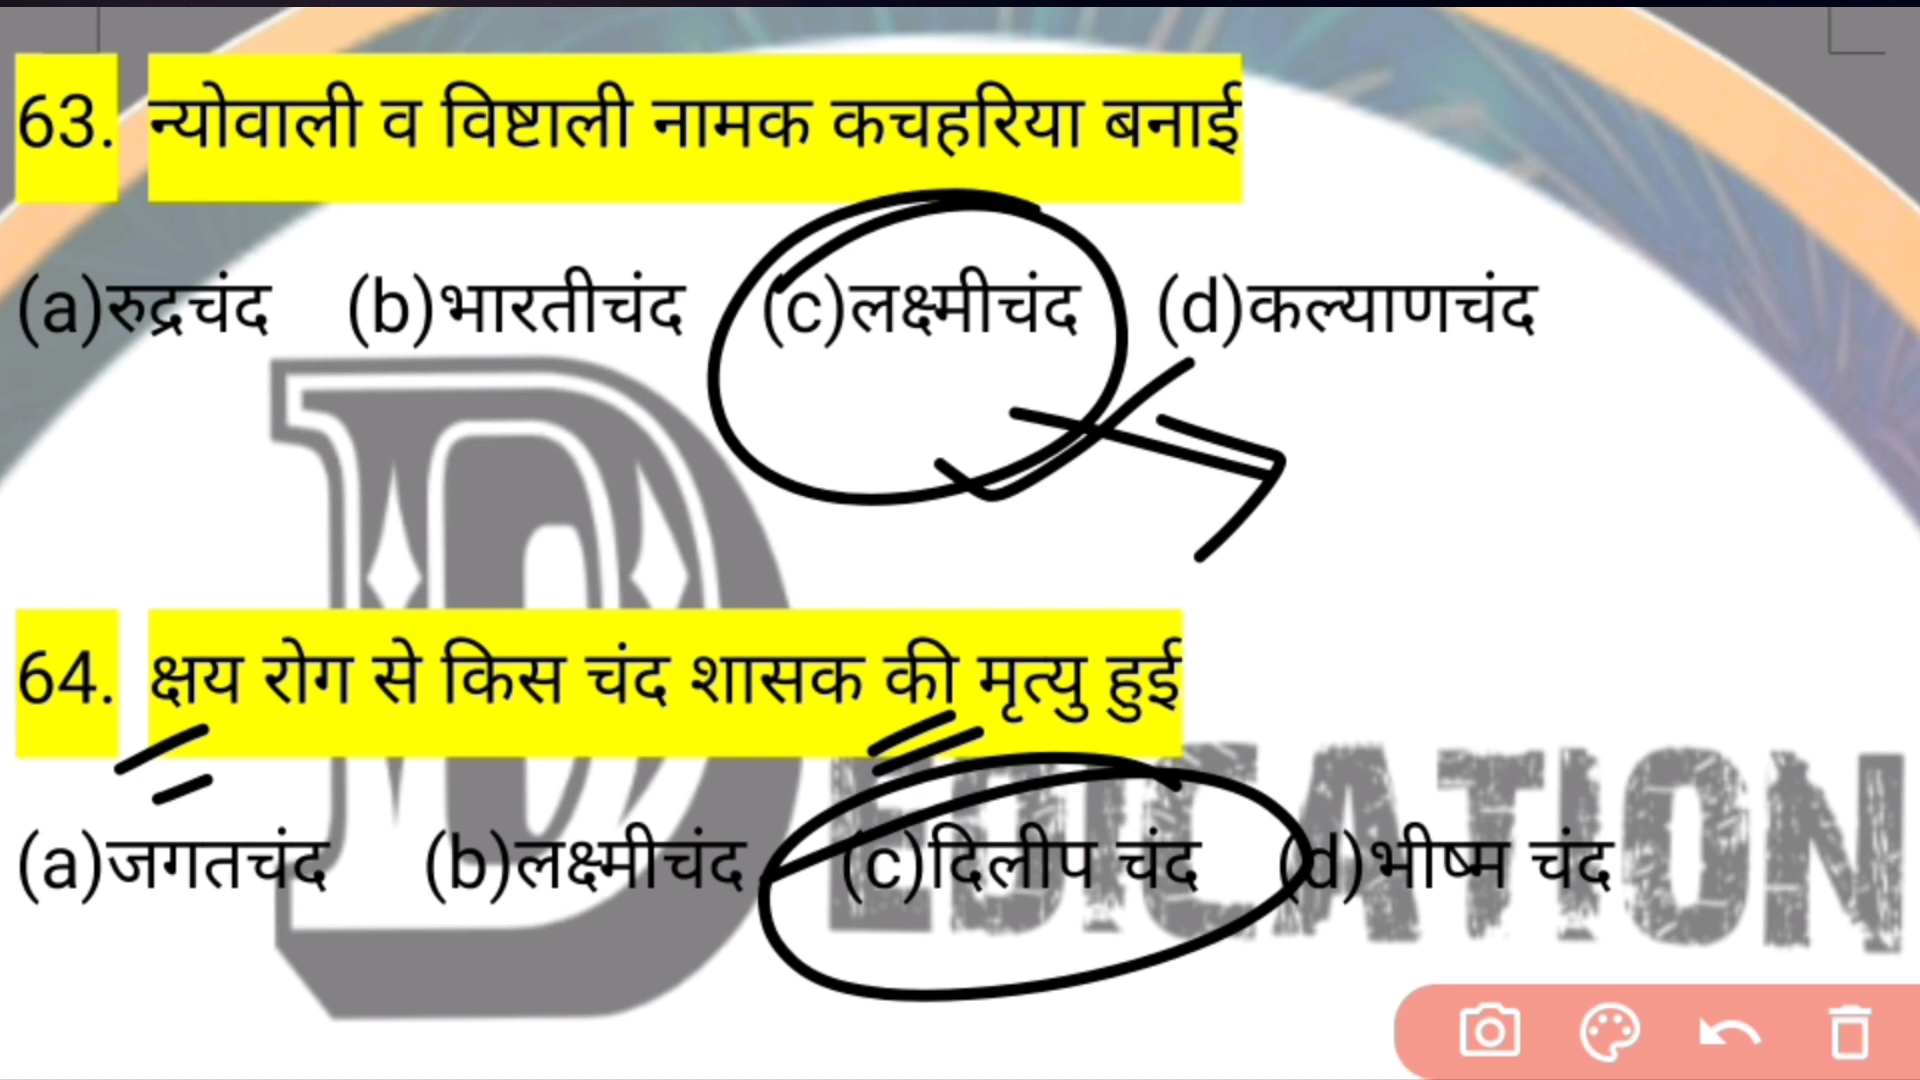 63. न्योवाली व विष्टाली नामक कचहरिया बनाई
(a)रुद्रचंद (b)भारतीचंद (c)लक्ष्मीचंद (d)कल्याणचंद
64. क्षय रोग से किस चंद शासक की मृत्यु हुई
(a)जगतचंद (b)लक्ष्मीचंद (c)दिलीप चंद (d)भीष्म चंद
D EDUCATION